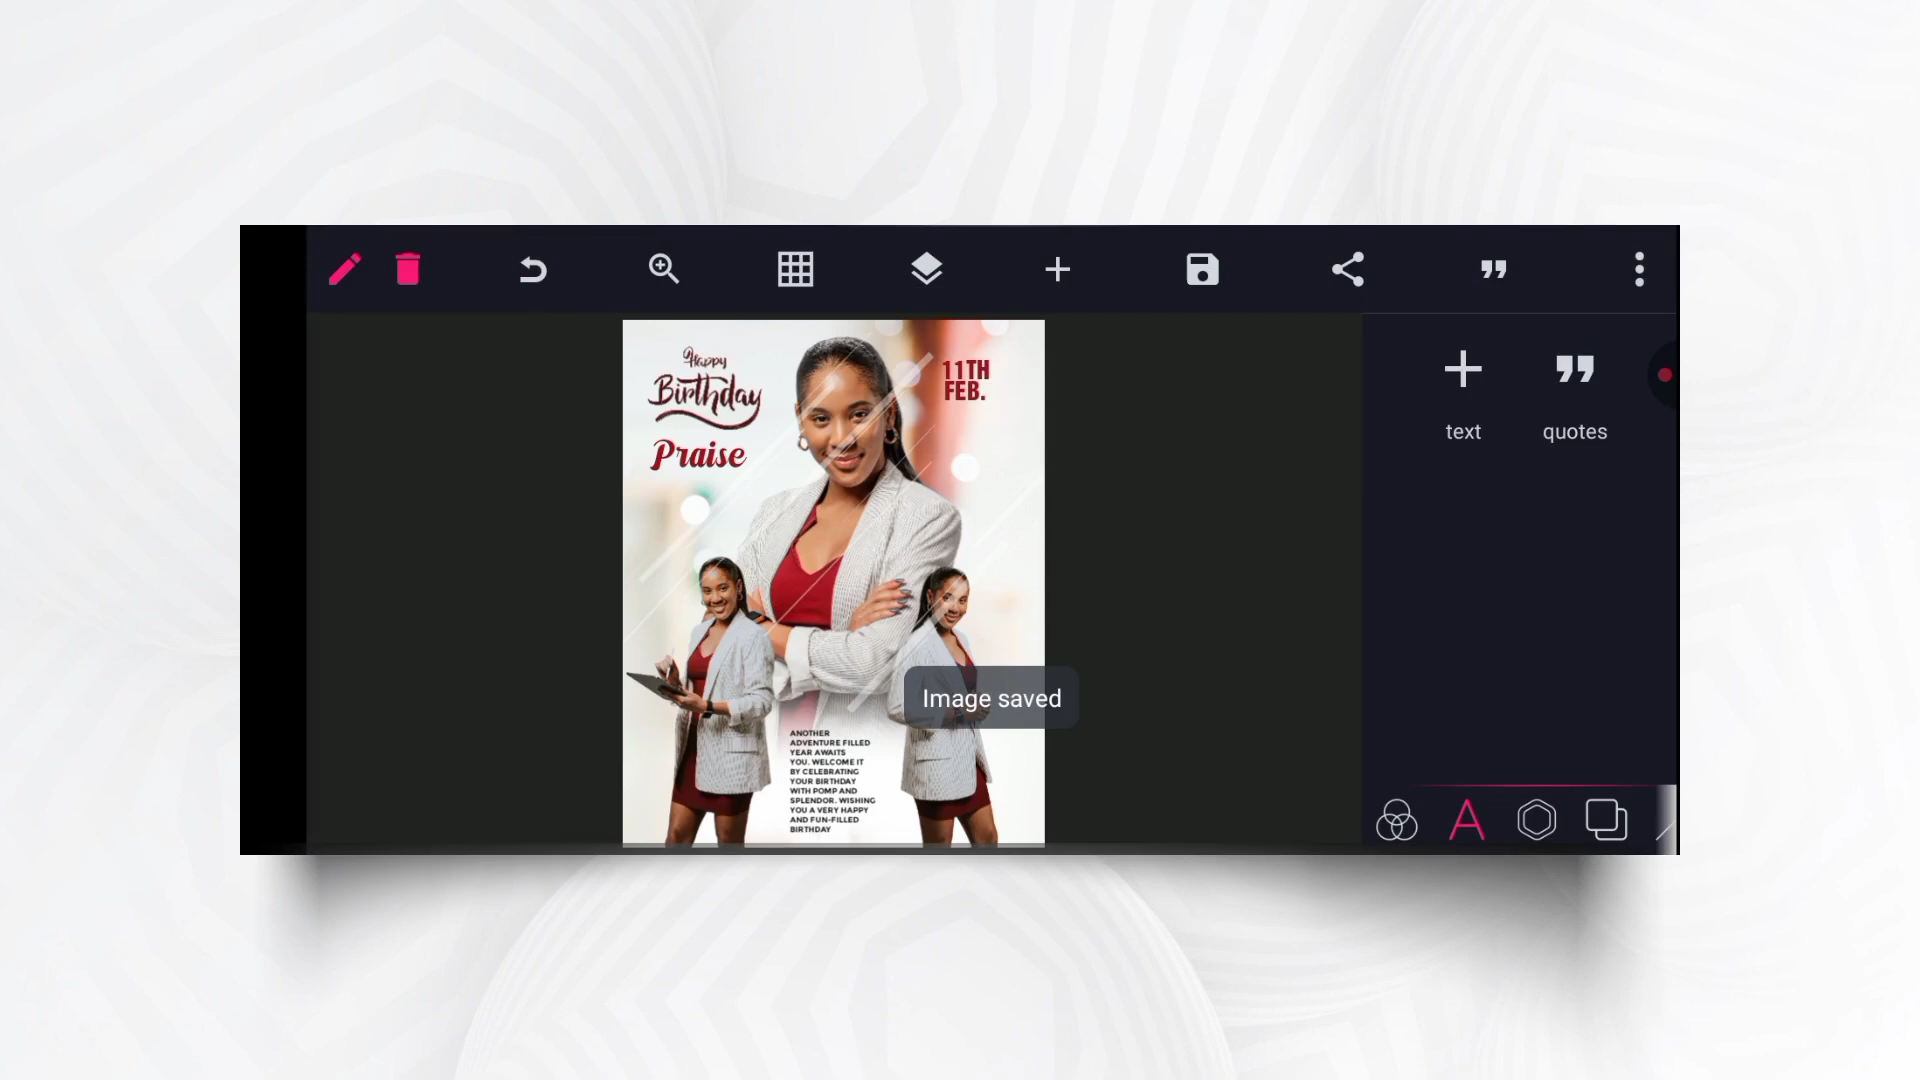 Happy
Birthday
Praise
11TH
FEB.
text
quotes
Image saved
ANOTHER
ADVENTURE FILLED
YEAR AWAITS
YOU. WELCOME IT
BY CELEBRATING
YOUR BIRTHDAY
WITH POMP AND
SPLENDOR. WISHING
YOU A VERY HAPPY
AND FUN-FILLED
BIRTHDAY